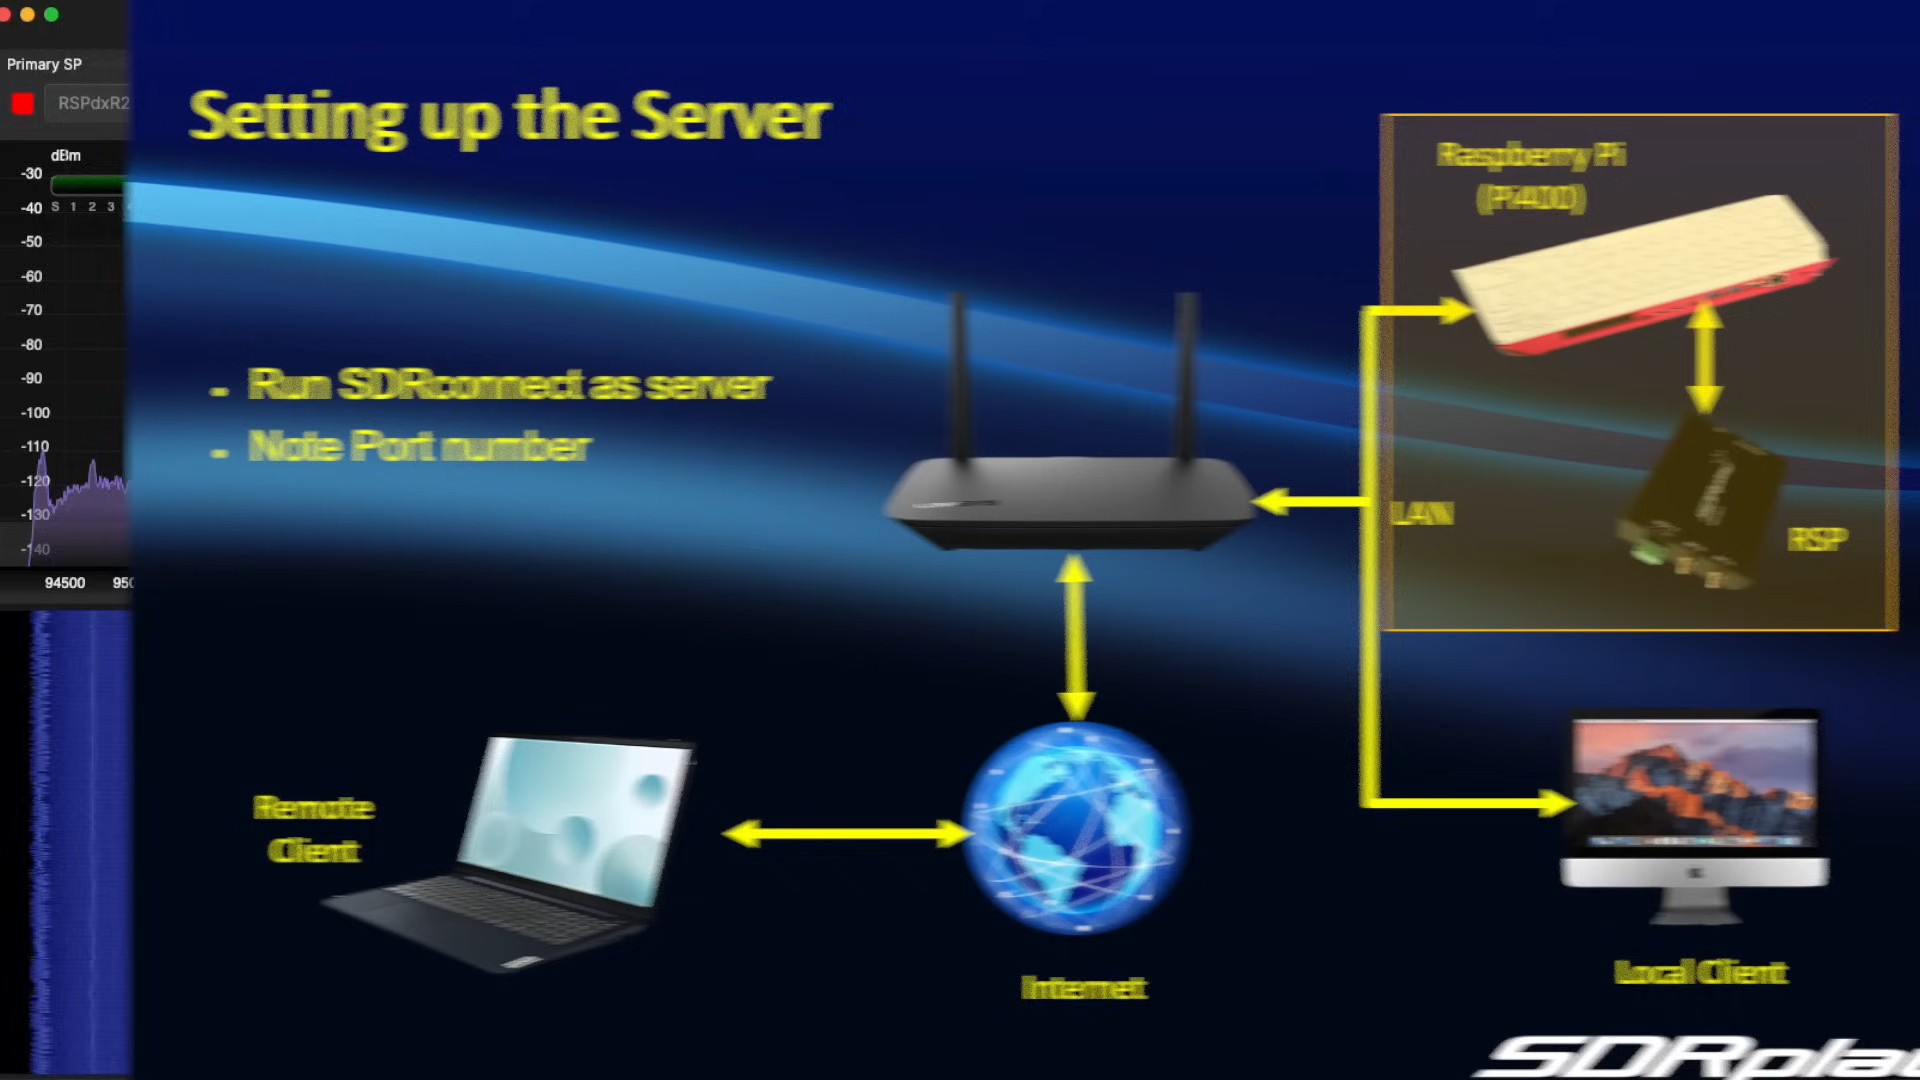 Primary SP
RSPdxR2
dBm
-30
S 1 2 3 4
-40
-50
-60
-70
-80
-90
-100
-110
-120
-130
-140
94500
Setting up the Server
- Run SDRconnect as server
- Note Port number
Raspberry Pi
(Pi400)
LAN
RSP
Remote
Client
Internet
Local Client
SDRpla